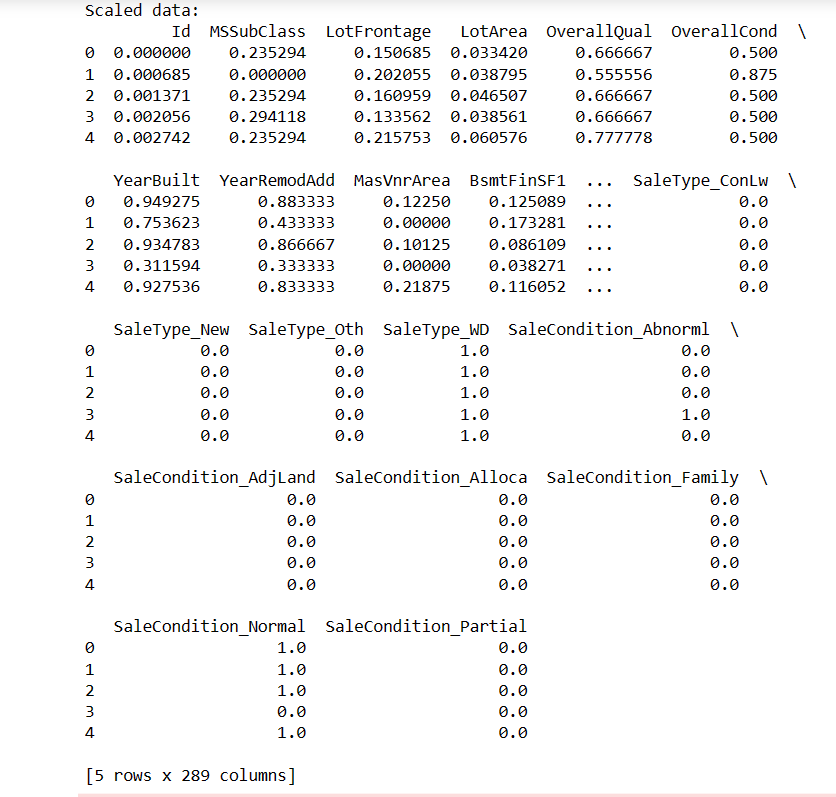 Scaled data:
Id MSSubClass LotFrontage LotArea OverallQual OverallCond \
0 0.000000 0.235294 0.150685 0.033420 0.666667 0.500
1 0.000685 0.000000 0.202055 0.038795 0.555556 0.875
2 0.001371 0.235294 0.160959 0.046507 0.666667 0.500
3 0.002056 0.294118 0.133562 0.038561 0.666667 0.500
4 0.002742 0.235294 0.215753 0.060576 0.777778 0.500
YearBuilt YearRemodAdd MasVnrArea BsmtFinSF1 ... SaleType_ConLw \
0 0.949275 0.883333 0.12250 0.125089 ... 0.0
1 0.753623 0.433333 0.00000 0.173281 ... 0.0
2 0.934783 0.866667 0.10125 0.086109 ... 0.0
3 0.311594 0.333333 0.00000 0.038271 ... 0.0
4 0.927536 0.833333 0.21875 0.116052 ... 0.0
SaleType_New SaleType_Oth SaleType_WD SaleCondition_Abnorml \
0 0.0 0.0 1.0 0.0
1 0.0 0.0 1.0 0.0
2 0.0 0.0 1.0 0.0
3 0.0 0.0 1.0 1.0
4 0.0 0.0 1.0 0.0
SaleCondition_AdjLand SaleCondition_Alloca SaleCondition_Family \
0 0.0 0.0 0.0
1 0.0 0.0 0.0
2 0.0 0.0 0.0
3 0.0 0.0 0.0
4 0.0 0.0 0.0
SaleCondition_Normal SaleCondition_Partial
0 1.0 0.0
1 1.0 0.0
2 1.0 0.0
3 0.0 0.0
4 1.0 0.0
[5 rows x 289 columns]